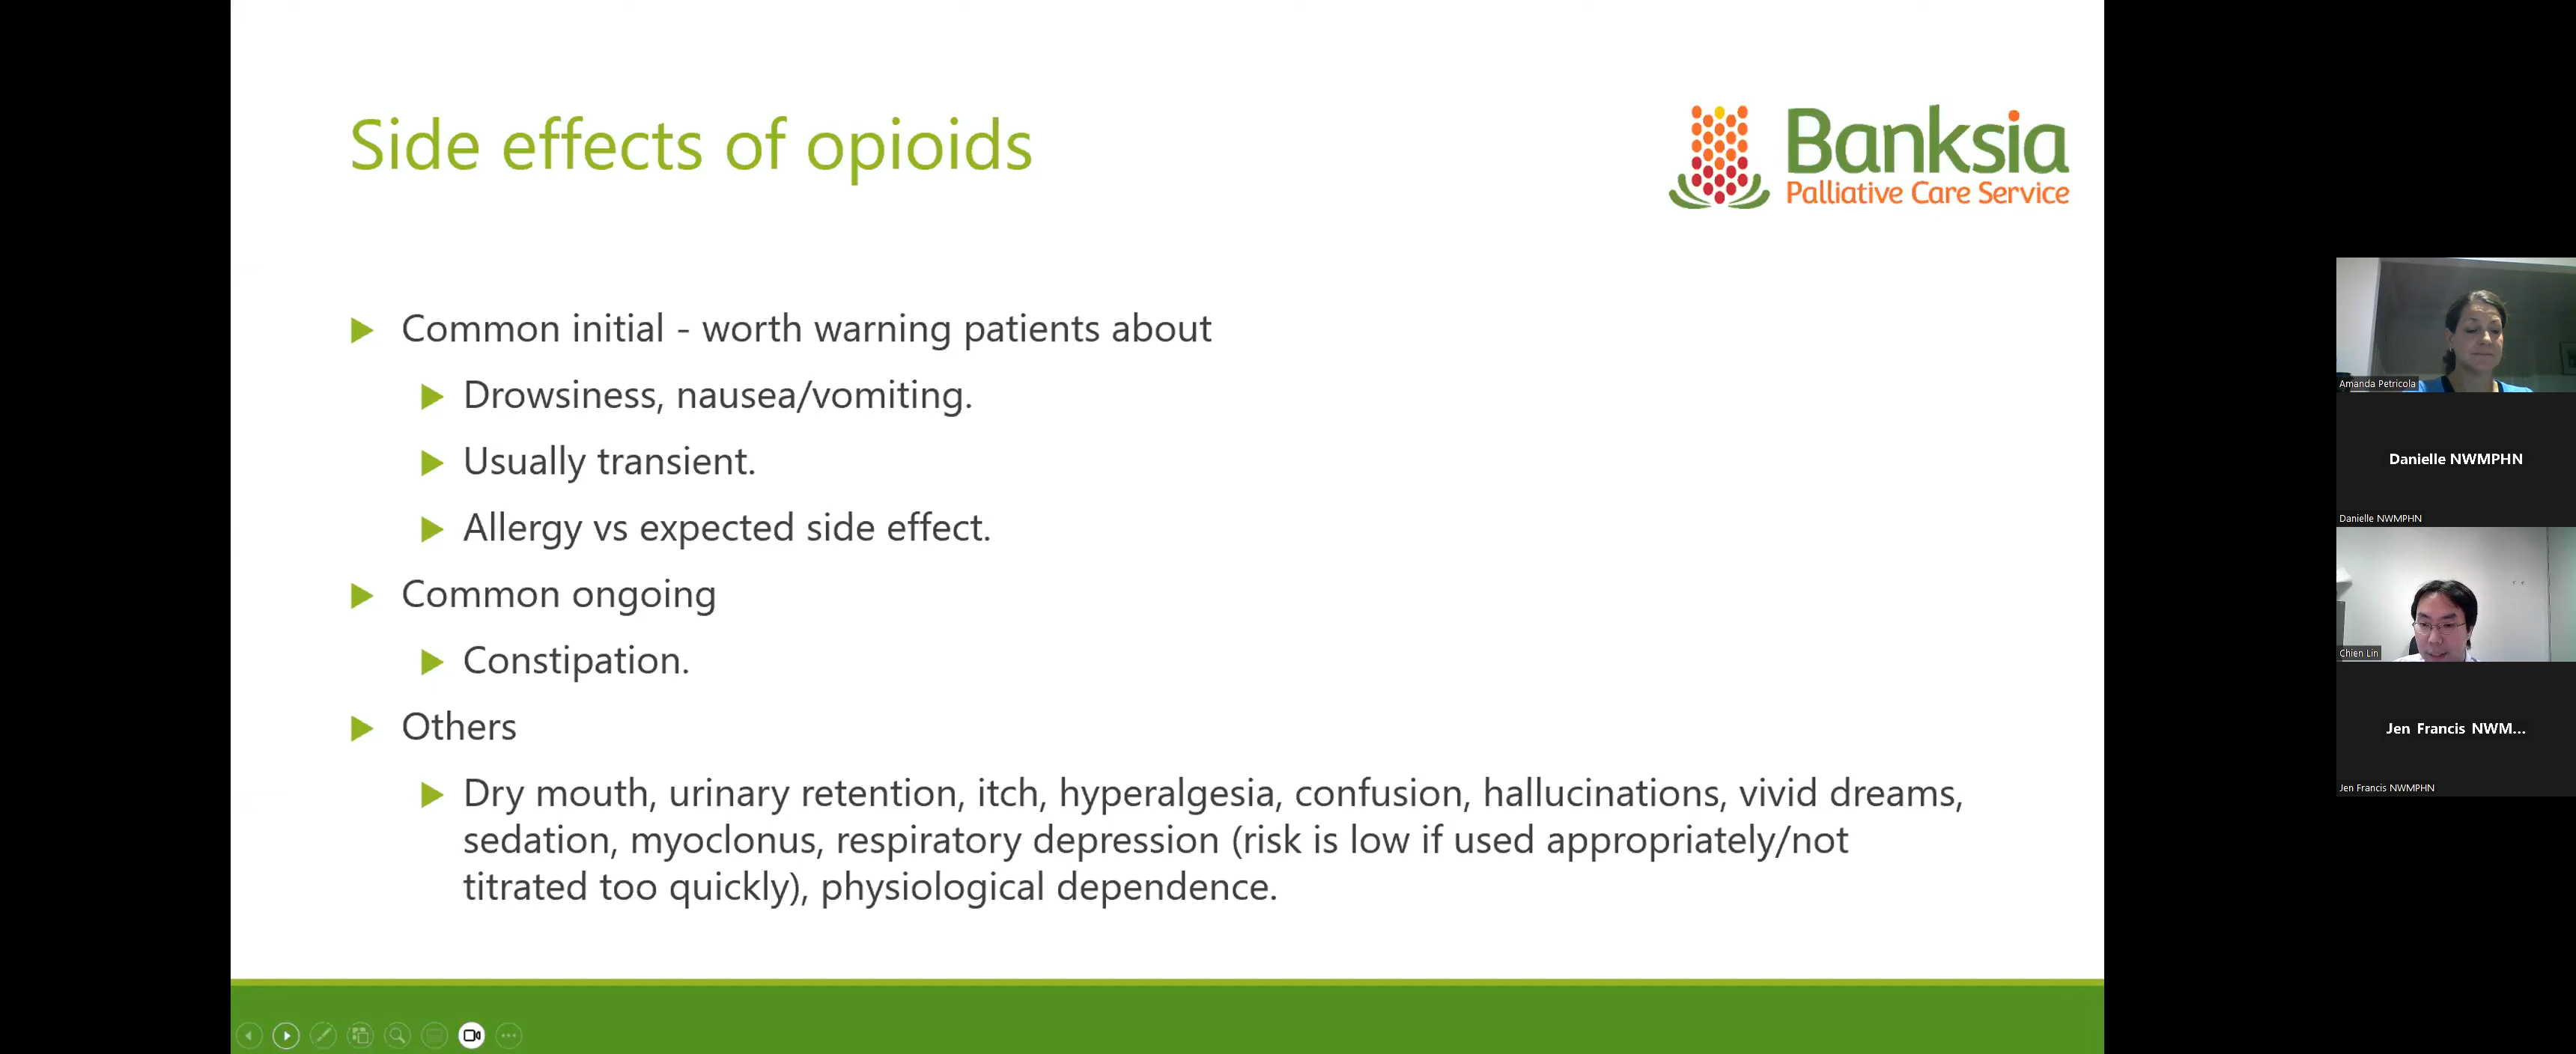 Side effects of opioids
Banksia
Palliative Care Service
Common initial - worth warning patients about
Drowsiness, nausea/vomiting.
Usually transient.
Allergy vs expected side effect.
Common ongoing
Constipation.
Others
Dry mouth, urinary retention, itch, hyperalgesia, confusion, hallucinations, vivid dreams,
sedation, myoclonus, respiratory depression (risk is low if used appropriately/not
titrated too quickly), physiological dependence.
Amanda Petricola
Danielle NWMPHN
Danielle NWMPHN
Chien Lin
Jen Francis NWM...
Jen Francis NWMPHN